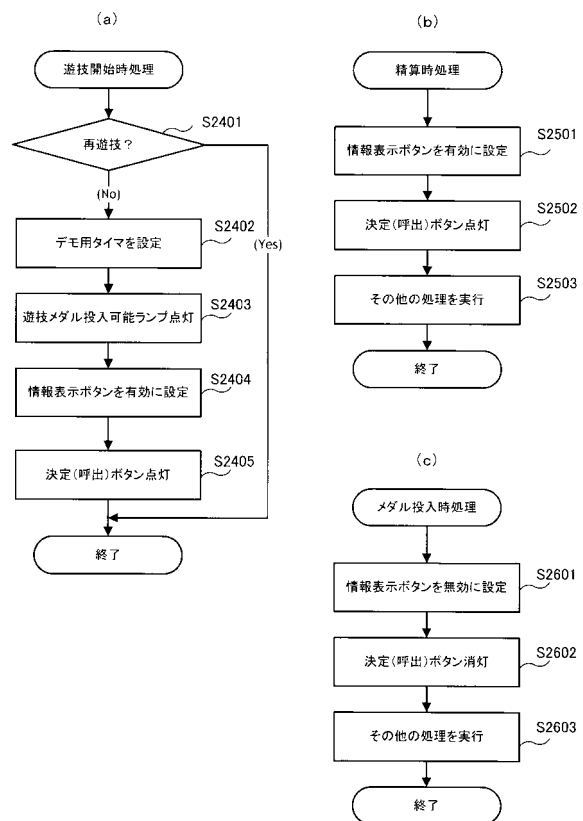 (a)
遊技開始時処理
S2401
再遊技?
(No)
(Yes)
S2402
デモ用タイマを設定
S2403
遊技メダル投入可能ランプ点灯
S2404
情報表示ボタンを有効に設定
S2405
決定(呼出)ボタン点灯
終了
(b)
精算時処理
S2501
情報表示ボタンを有効に設定
S2502
決定(呼出)ボタン点灯
S2503
その他の処理を実行
終了
(c)
メダル投入時処理
S2601
情報表示ボタンを無効に設定
S2602
決定(呼出)ボタン消灯
S2603
その他の処理を実行
終了